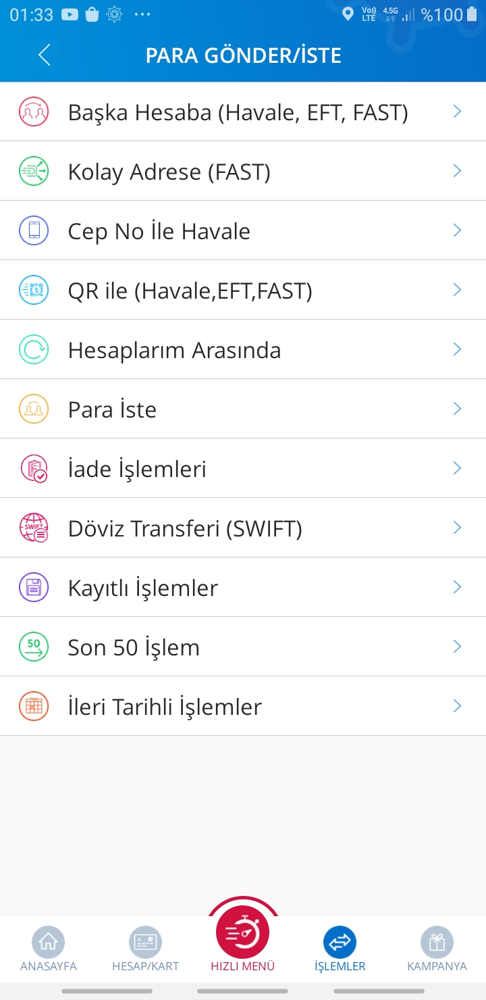 01:33
Vo)) LTE 4.5G %100
PARA GÖNDER/İSTE
Başka Hesaba (Havale, EFT, FAST)
Kolay Adrese (FAST)
Cep No İle Havale
QR ile (Havale,EFT,FAST)
Hesaplarım Arasında
Para İste
İade İşlemleri
SWIFT
Döviz Transferi (SWIFT)
Kayıtlı İşlemler
50
Son 50 İşlem
İleri Tarihli İşlemler
ANASAYFA
HESAP/KART
HIZLI MENÜ
İŞLEMLER
KAMPANYA